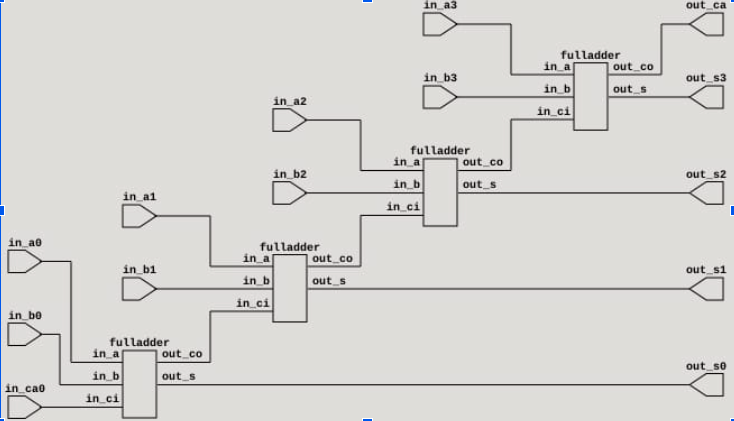 in_a3
out_ca
fulladder
in_a
out_co
in_b3
in_b
out_s
out_s3
in_ci
in_a2
fulladder
in_a
out_co
in_b2
in_b
out_s
out_s2
in_ci
in_a1
fulladder
in_a
out_co
in_b1
in_b
out_s
out_s1
in_ci
in_a0
in_b0
fulladder
in_a
out_co
in_b
out_s
out_s0
in_ca0
in_ci